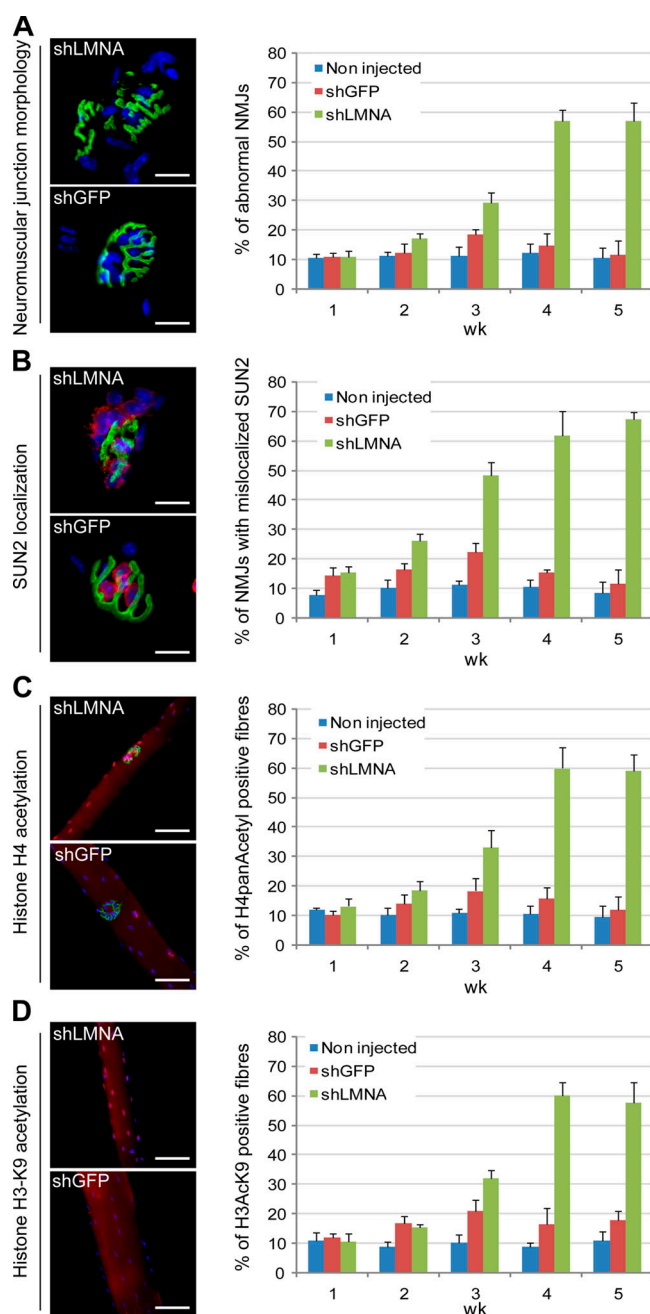 A
Neuromuscular junction morphology
shLMNA
shGFP
% of abnormal NMJs
80
70
60
50
40
30
20
10
0
Non injected
shGFP
shLMNA
1 2 3 4 5
wk
B
SUN2 localization
shLMNA
shGFP
% of NMJs with mislocalized SUN2
80
70
60
50
40
30
20
10
0
Non injected
shGFP
shLMNA
1 2 3 4 5
wk
C
Histone H4 acetylation
shLMNA
shGFP
% of H4panAcetyl positive fibres
80
70
60
50
40
30
20
10
0
Non injected
shGFP
shLMNA
1 2 3 4 5
wk
D
Histone H3-K9 acetylation
shLMNA
shGFP
% of H3AcK9 positive fibres
80
70
60
50
40
30
20
10
0
Non injected
shGFP
shLMNA
1 2 3 4 5
wk